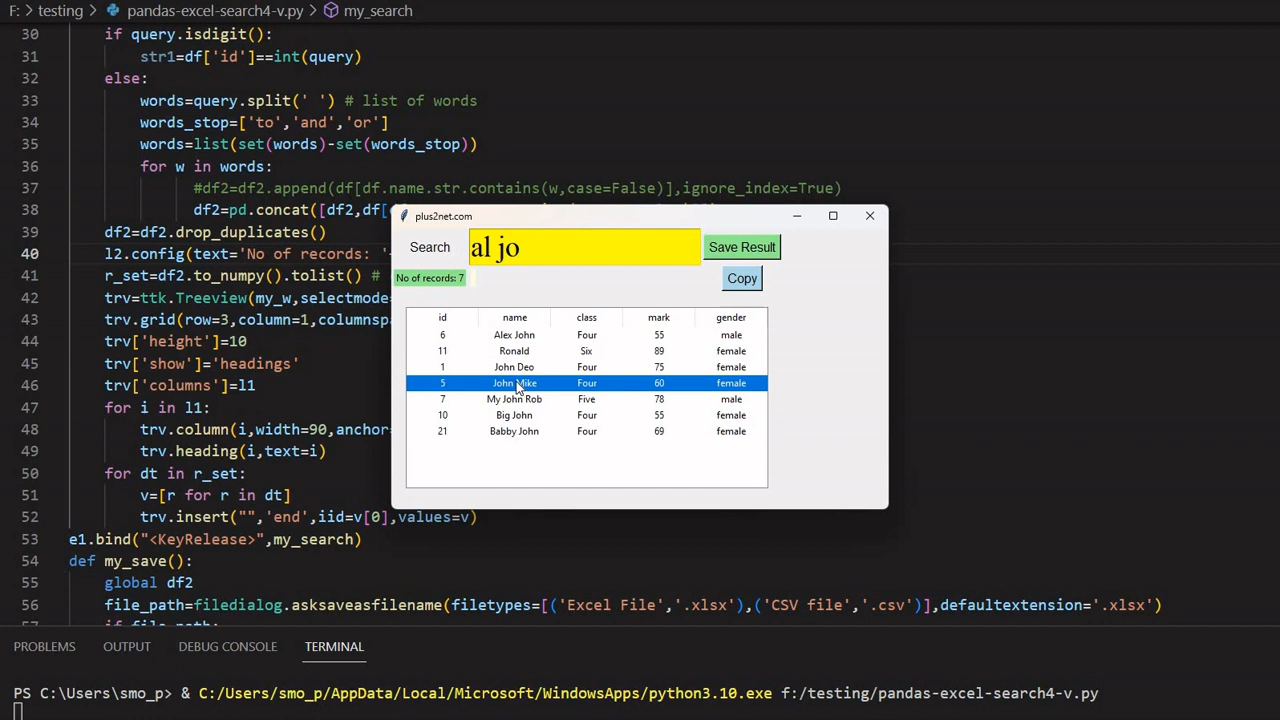 F: > testing > pandas-excel-search4-v.py > my_search
30 if query.isdigit():
31 str1=df['id']==int(query)
32 else:
33 words=query.split(' ') # list of words
34 words_stop=['to','and','or']
35 words=list(set(words)-set(words_stop))
36 for w in words:
37 #df2=df2.append(df[df.name.str.contains(w,case=False)],ignore_index=True)
38 df2=pd.concat([df2,df[
39 df2=df2.drop_duplicates()
40 l2.config(text='No of records: '
41 r_set=df2.to_numpy().tolist() #
42 trv=ttk.Treeview(my_w,selectmode=
43 trv.grid(row=3,column=1,columnspa
44 trv['height']=10
45 trv['show']='headings'
46 trv['columns']=l1
47 for i in l1:
48 trv.column(i,width=90,anchor=
49 trv.heading(i,text=i)
50 for dt in r_set:
51 v=[r for r in dt]
52 trv.insert("",'end',iid=v[0],values=v)
53 e1.bind("<KeyRelease>",my_search)
54 def my_save():
55 global df2
56 file_path=filedialog.asksaveasfilename(filetypes=[('Excel File','.xlsx'),('CSV file','.csv')],defaultextension='.xlsx')
57
plus2net.com
Search al jo Save Result
No of records: 7 Copy
id name class mark gender
6 Alex John Four 55 male
11 Ronald Six 89 female
1 John Deo Four 75 female
5 John Mike Four 60 female
7 My John Rob Five 78 male
10 Big John Four 55 female
21 Babby John Four 69 female
PROBLEMS OUTPUT DEBUG CONSOLE TERMINAL
PS C:\Users\smo_p> & C:/Users/smo_p/AppData/Local/Microsoft/WindowsApps/python3.10.exe f:/testing/pandas-excel-search4-v.py